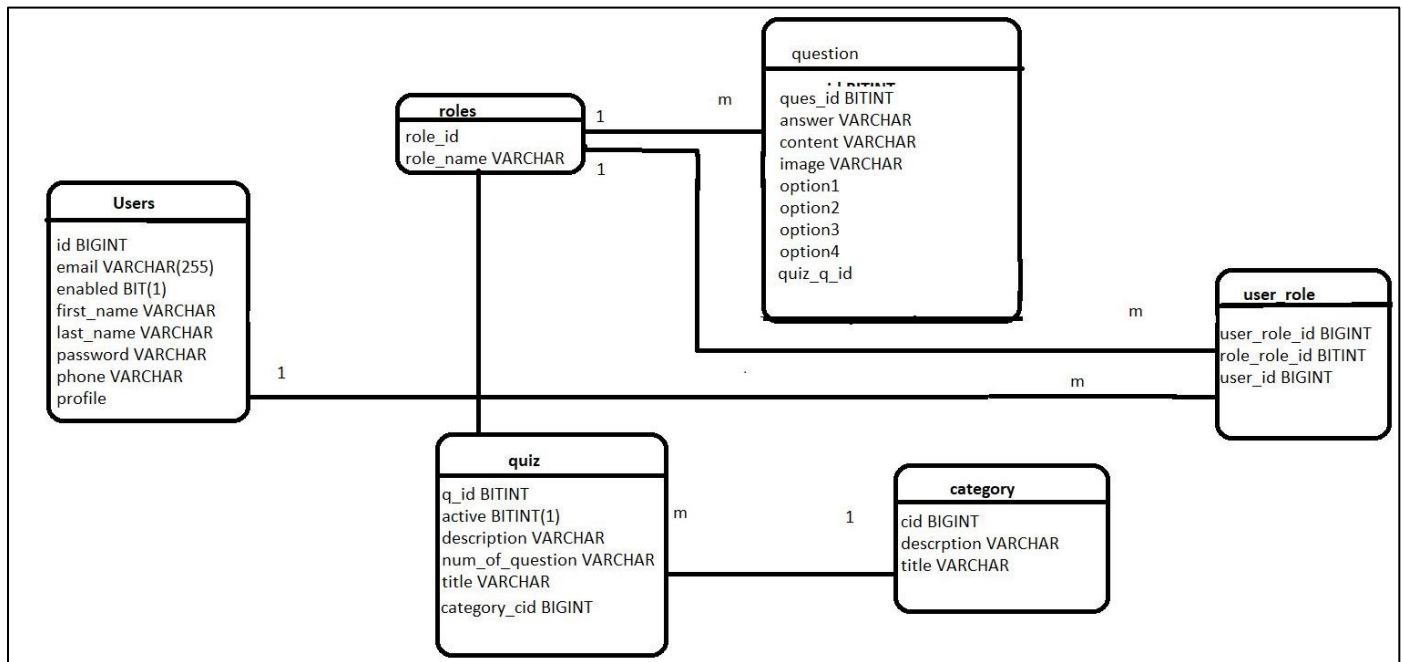 question
id BITINT
ques_id BITINT
answer VARCHAR
content VARCHAR
image VARCHAR
option1
option2
option3
option4
quiz_q_id
m
1
1
roles
role_id
role_name VARCHAR
Users
id BIGINT
email VARCHAR(255)
enabled BIT(1)
first_name VARCHAR
last_name VARCHAR
password VARCHAR
phone VARCHAR
profile
1
m
m
user_role
user_role_id BIGINT
role_role_id BITINT
user_id BIGINT
quiz
q_id BITINT
active BITINT(1)
description VARCHAR
num_of_question VARCHAR
title VARCHAR
category_cid BIGINT
m
1
category
cid BIGINT
descrption VARCHAR
title VARCHAR